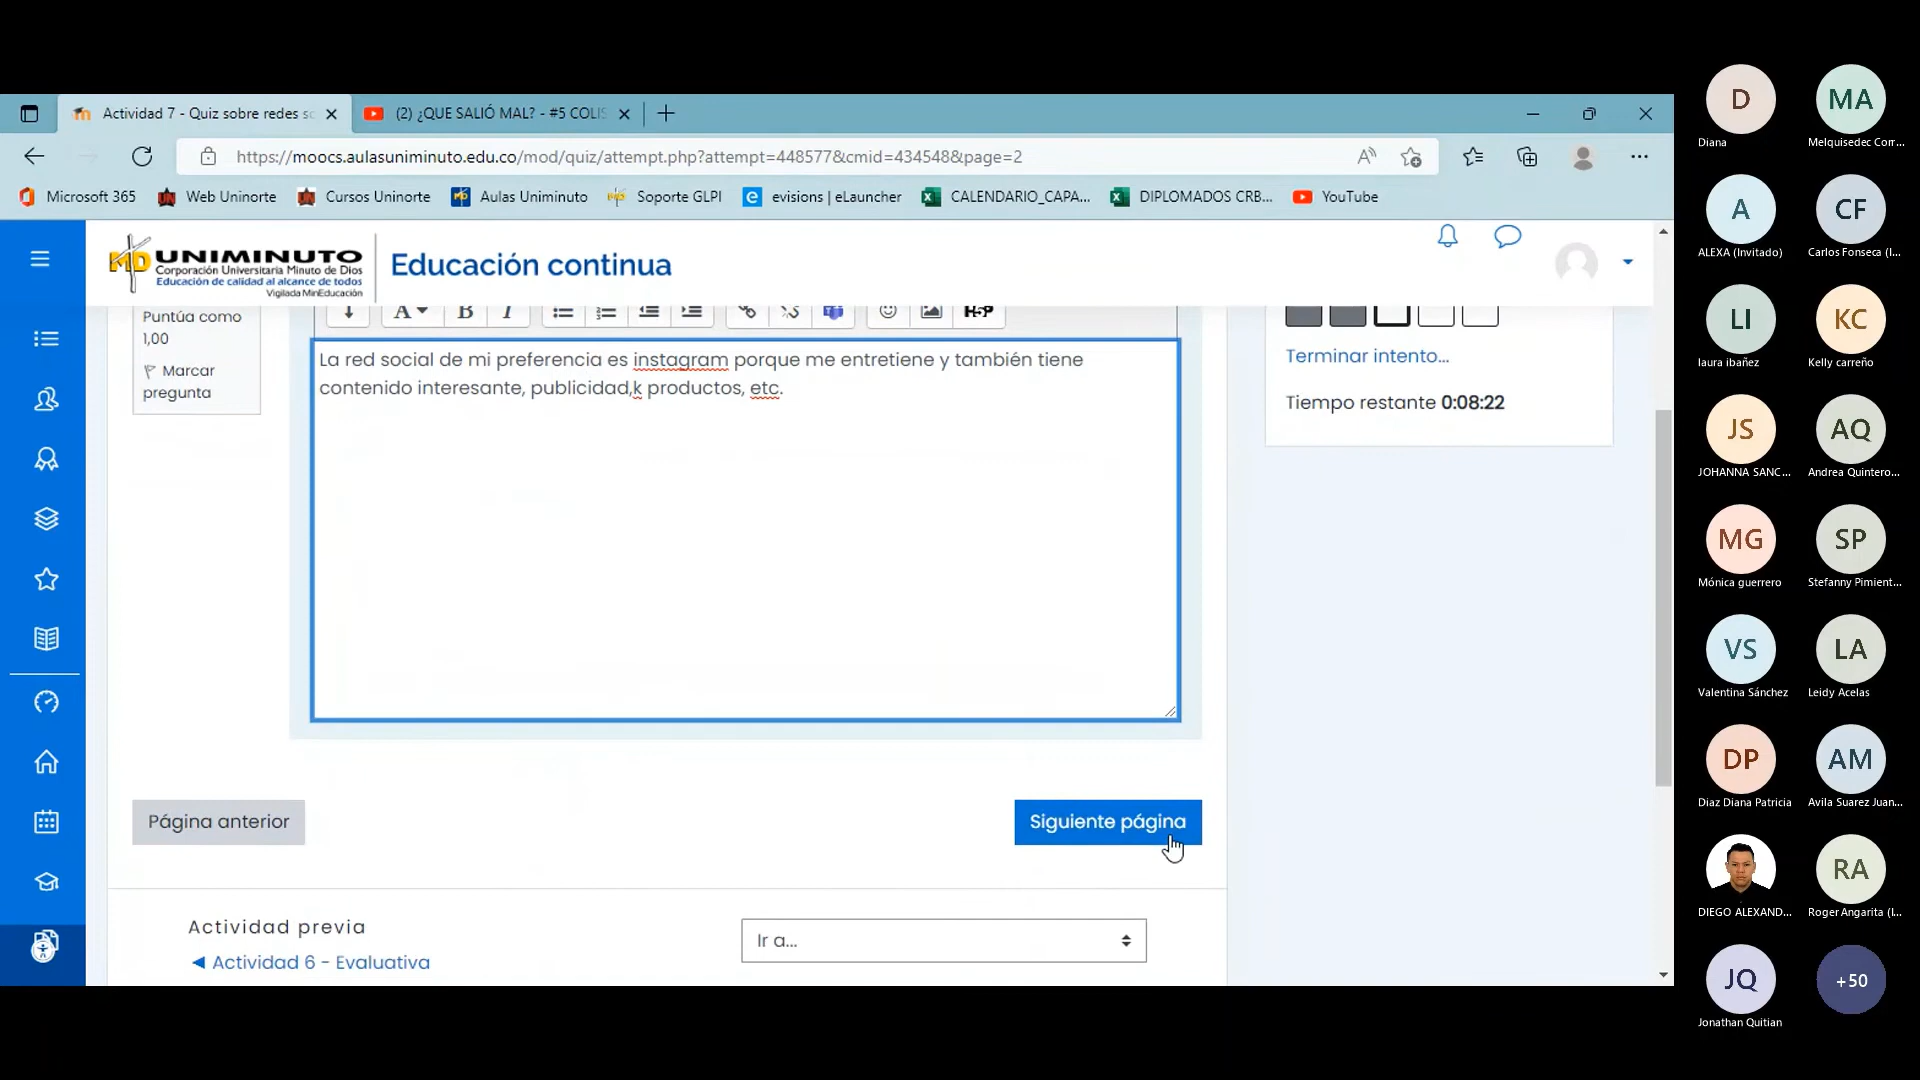 Actividad 7 - Quiz sobre redes so
(2) ¿QUE SALIÓ MAL? - #5 COLIS
https://moocs.aulasuniminuto.edu.co/mod/quiz/attempt.php?attempt=448577&cmid=434548&page=2
Microsoft 365
Web Uninorte
Cursos Uninorte
Aulas Uniminuto
Soporte GLPI
evisions | eLauncher
CALENDARIO_CAPA...
DIPLOMADOS CRB...
YouTube
UNIMINUTO
Corporación Universitaria Minuto de Dios
Educación de calidad al alcance de todos
Vigilada MinEducación
Educación continua
Puntúa como
1,00
Marcar
pregunta
A B I H-P
La red social de mi preferencia es instagram porque me entretiene y también tiene
contenido interesante, publicidad,k productos, etc.
Terminar intento...
Tiempo restante 0:08:22
Página anterior
Siguiente página
Actividad previa
◄ Actividad 6 - Evaluativa
Ir a...
D
Diana
MA
Melquisedec Corr...
A
ALEXA (Invitado)
CF
Carlos Fonseca (I...
LI
laura ibañez
KC
Kelly carreño
JS
JOHANNA SANC...
AQ
Andrea Quintero...
MG
Mónica guerrero
SP
Stefanny Pimient...
VS
Valentina Sánchez
LA
Leidy Acelas
DP
Diaz Diana Patricia
AM
Avila Suarez Juan...
DIEGO ALEXAND...
RA
Roger Angarita (I...
JQ
Jonathan Quitian
+50